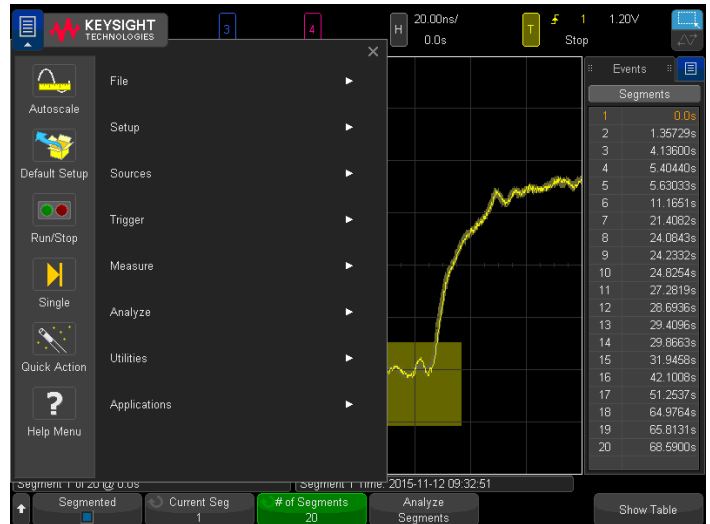 KEYSIGHT
TECHNOLOGIES
3
4
H
20.00ns/
0.0s
T
1
1.20V
Stop
Autoscale
Default Setup
Run/Stop
Single
Quick Action
?
Help Menu
File
Setup
Sources
Trigger
Measure
Analyze
Utilities
Applications
Events
Segments
1 0.0s
2 1.35729s
3 4.13600s
4 5.40440s
5 5.63033s
6 11.1651s
7 21.4082s
8 24.0843s
9 24.2332s
10 24.8254s
11 27.2819s
12 28.6936s
13 29.4096s
14 29.8663s
15 31.9458s
16 42.1008s
17 51.2537s
18 64.9764s
19 65.8131s
20 68.5900s
Segment 1 of 20 @ 0.0s
Segment 1 Time: 2015-11-12 09:32:51
Segmented
Current Seg
1
# of Segments
20
Analyze
Segments
Show Table